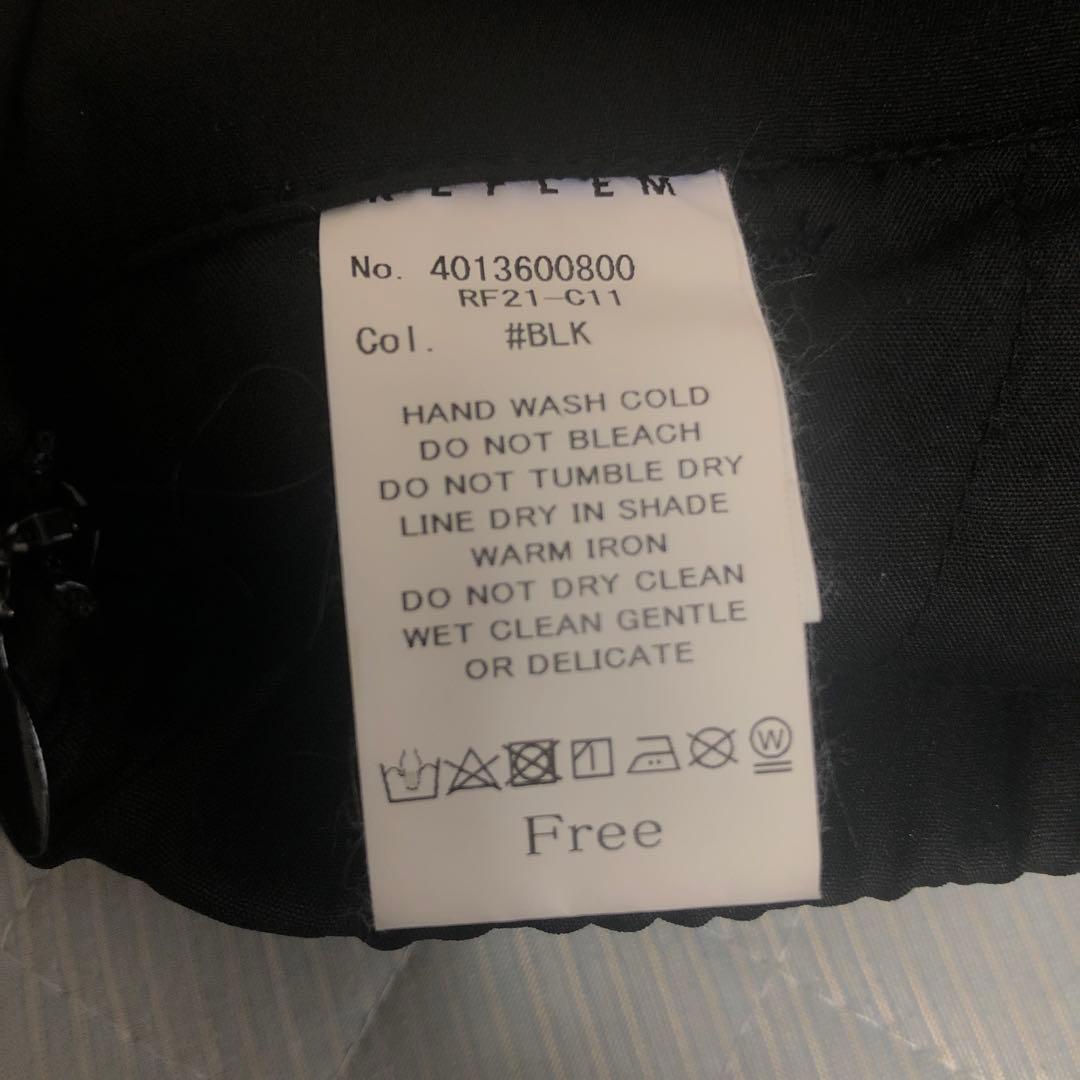 REFLEM
No. 4013600800
RF21-C11
Col. #BLK
HAND WASH COLD
DO NOT BLEACH
DO NOT TUMBLE DRY
LINE DRY IN SHADE
WARM IRON
DO NOT DRY CLEAN
WET CLEAN GENTLE
OR DELICATE
W
Free